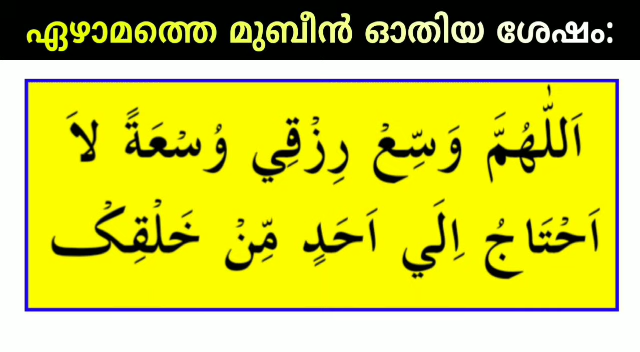 ഏഴാമത്തെ മുബീൻ ഓതിയ ശേഷം:
اَللّٰهُمَّ وَسِّعْ رِزْقِي وُسْعَةً لاَ
اَحْتَاجُ اِلَي اَحَدٍ مِّنْ خَلْقِكْ